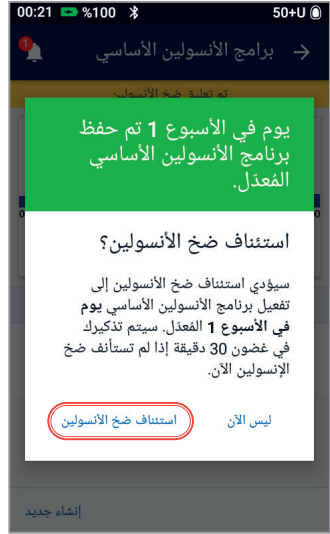 00:21 %100 50+U
1
برامج الأنسولين الأساسي
تم تعليق ضخ الأنسولين
يوم في الأسبوع 1 تم حفظ
برنامج الأنسولين الأساسي
المُعدّل.
استئناف ضخ الأنسولين؟
سيؤدي استئناف ضخ الأنسولين إلى
تفعيل برنامج الأنسولين الأساسي يوم
في الأسبوع 1 المُعدّل. سيتم تذكيرك
في غضون 30 دقيقة إذا لم تستأنف ضخ
الإنسولين الآن.
ليس الآن
استئناف ضخ الأنسولين
إنشاء جديد